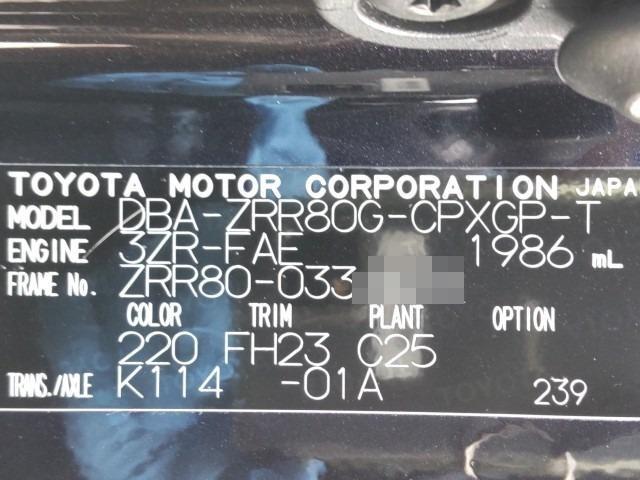 TOYOTA MOTOR CORPORATION JAPA
MODEL DBA-ZRR80G-CPXGP-T
ENGINE 3ZR-FAE 1986 mL
FRAME No. ZRR80-033
COLOR TRIM PLANT OPTION
220 FH23 C25
TRANS./AXLE K114 -01A 239